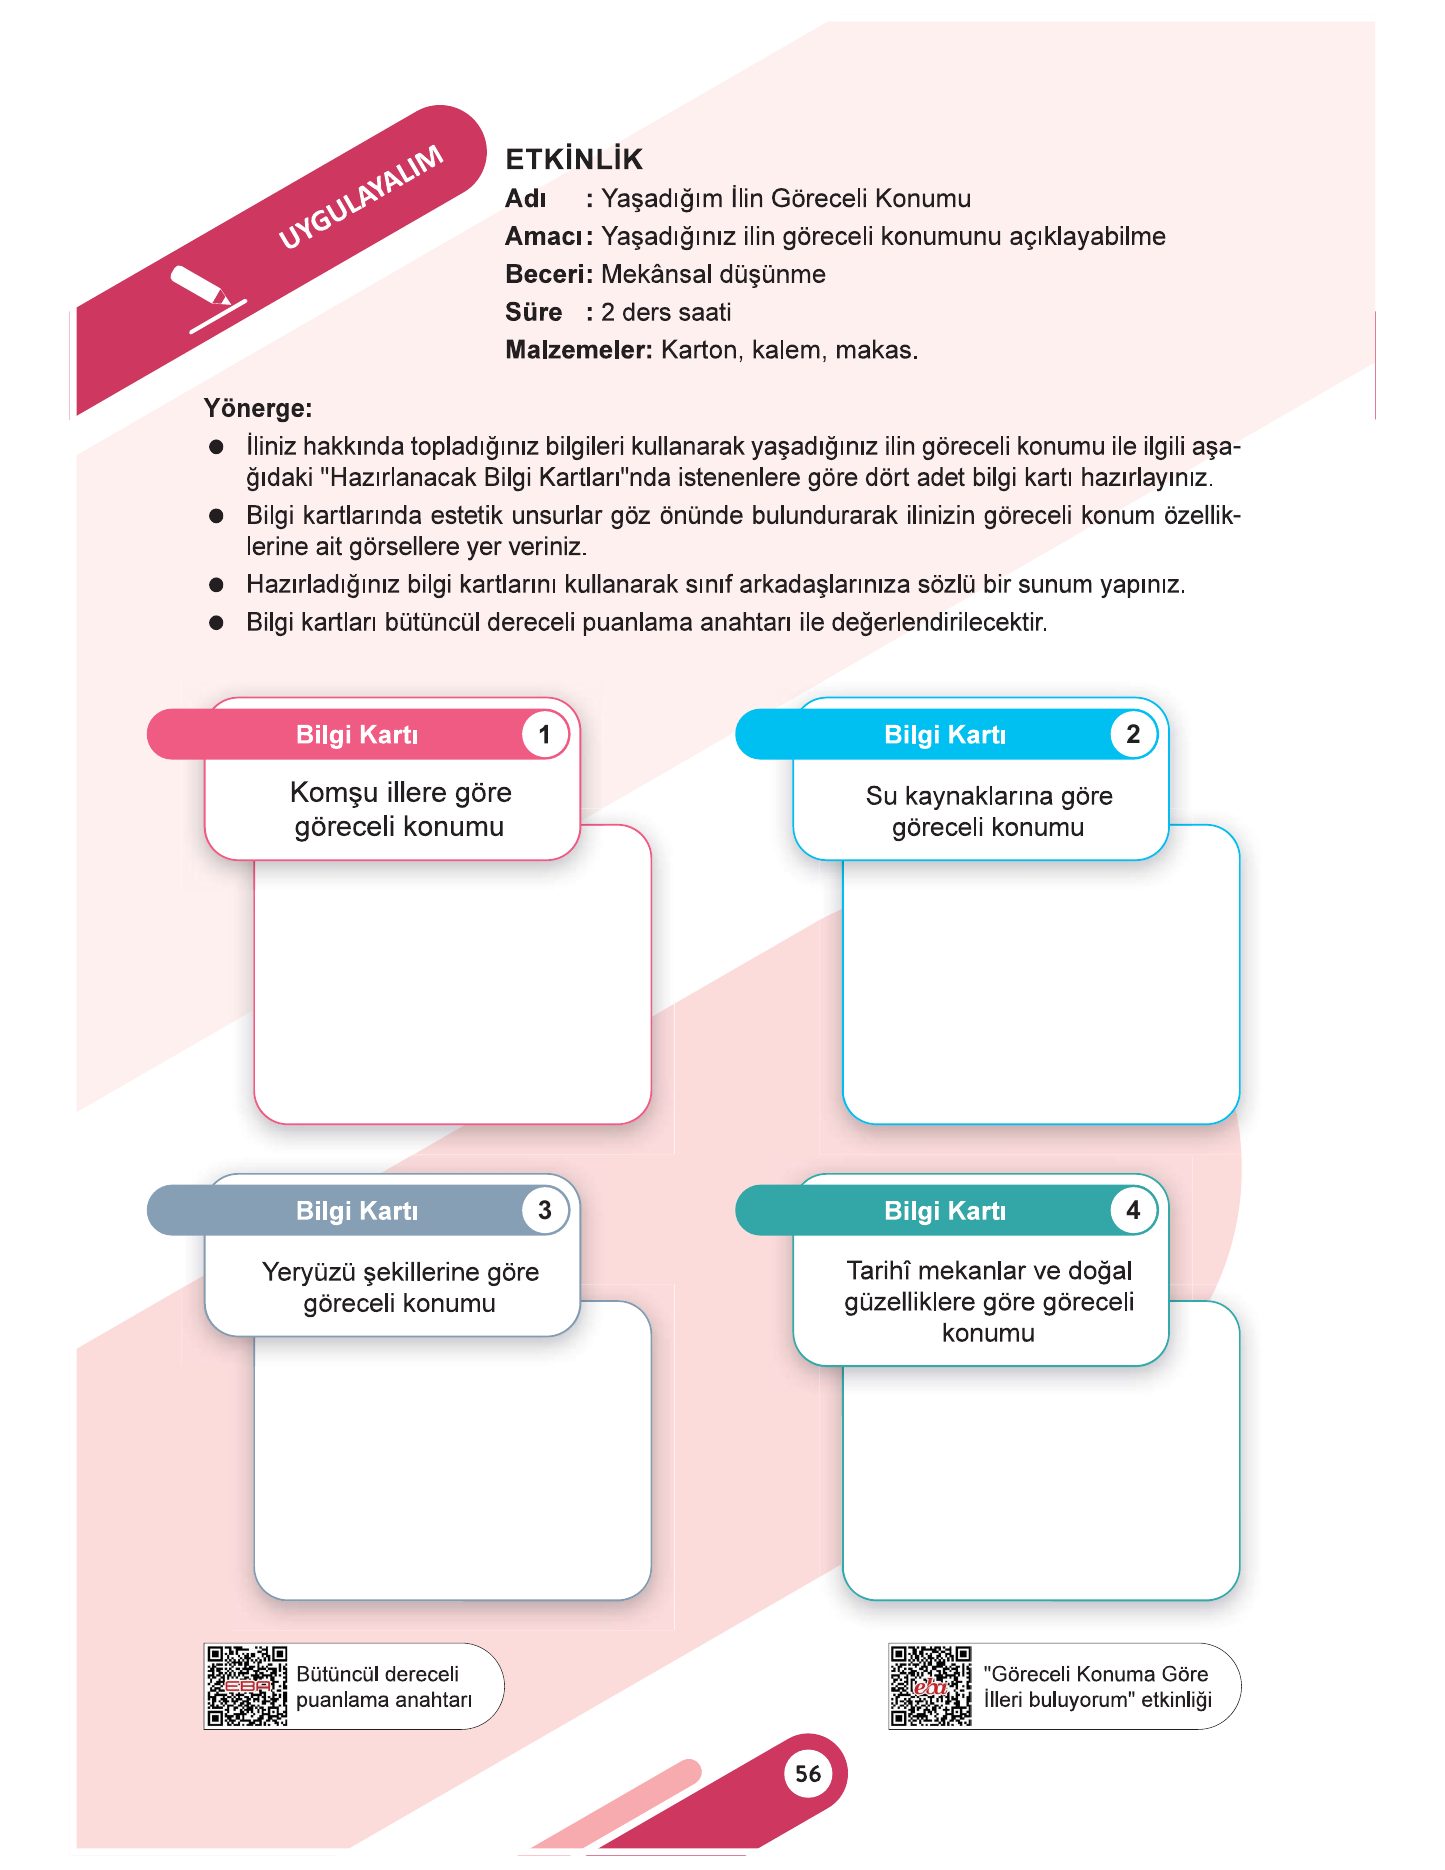 UYGULAYALIM
ETKİNLİK
Adı : Yaşadığım İlin Göreceli Konumu
Amacı : Yaşadığınız ilin göreceli konumunu açıklayabilme
Beceri : Mekânsal düşünme
Süre : 2 ders saati
Malzemeler: Karton, kalem, makas.
Yönerge:
● İliniz hakkında topladığınız bilgileri kullanarak yaşadığınız ilin göreceli konumu ile ilgili aşa-
ğıdaki "Hazırlanacak Bilgi Kartları"nda istenenlere göre dört adet bilgi kartı hazırlayınız.
● Bilgi kartlarında estetik unsurlar göz önünde bulundurarak ilinizin göreceli konum özellik-
lerine ait görsellere yer veriniz.
● Hazırladığınız bilgi kartlarını kullanarak sınıf arkadaşlarınıza sözlü bir sunum yapınız.
● Bilgi kartları bütüncül dereceli puanlama anahtarı ile değerlendirilecektir.
Bilgi Kartı 1
Komşu illere göre
göreceli konumu
Bilgi Kartı 2
Su kaynaklarına göre
göreceli konumu
Bilgi Kartı 3
Yeryüzü şekillerine göre
göreceli konumu
Bilgi Kartı 4
Tarihî mekanlar ve doğal
güzelliklere göre göreceli
konumu
EBA
Bütüncül dereceli
puanlama anahtarı
eba
"Göreceli Konuma Göre
İlleri buluyorum" etkinliği
56